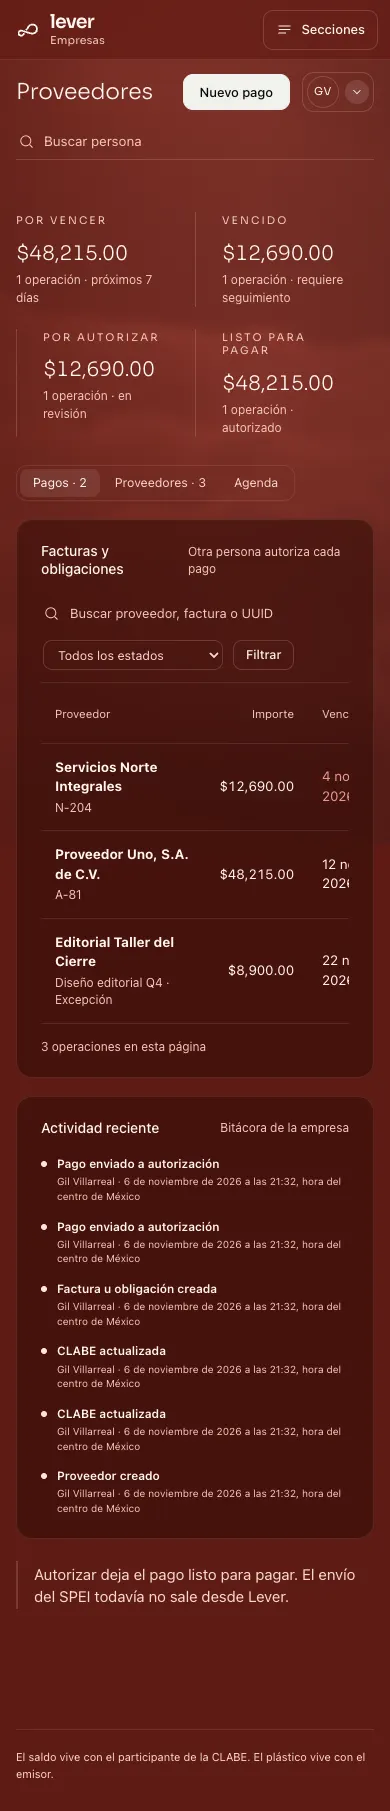 lever
Empresas
Secciones
Proveedores
Nuevo pago
GV
Buscar persona
POR VENCER
$48,215.00
1 operación · próximos 7
días
VENCIDO
$12,690.00
1 operación · requiere
seguimiento
POR AUTORIZAR
$12,690.00
1 operación · en
revisión
LISTO PARA
PAGAR
$48,215.00
1 operación ·
autorizado
Pagos · 2
Proveedores · 3
Agenda
Facturas y
obligaciones
Otra persona autoriza cada
pago
Buscar proveedor, factura o UUID
Todos los estados
Filtrar
Proveedor
Importe
Venc
Servicios Norte
Integrales
N-204
$12,690.00
4 no
2026
Proveedor Uno, S.A.
de C.V.
A-81
$48,215.00
12 n
2026
Editorial Taller del
Cierre
Diseño editorial Q4 ·
Excepción
$8,900.00
22 n
2026
3 operaciones en esta página
Actividad reciente
Bitácora de la empresa
Pago enviado a autorización
Gil Villarreal · 6 de noviembre de 2026 a las 21:32, hora del
centro de México
Pago enviado a autorización
Gil Villarreal · 6 de noviembre de 2026 a las 21:32, hora del
centro de México
Factura u obligación creada
Gil Villarreal · 6 de noviembre de 2026 a las 21:32, hora del
centro de México
CLABE actualizada
Gil Villarreal · 6 de noviembre de 2026 a las 21:32, hora del
centro de México
CLABE actualizada
Gil Villarreal · 6 de noviembre de 2026 a las 21:32, hora del
centro de México
Proveedor creado
Gil Villarreal · 6 de noviembre de 2026 a las 21:32, hora del
centro de México
Autorizar deja el pago listo para pagar. El envío
del SPEI todavía no sale desde Lever.
El saldo vive con el participante de la CLABE. El plástico vive con el
emisor.